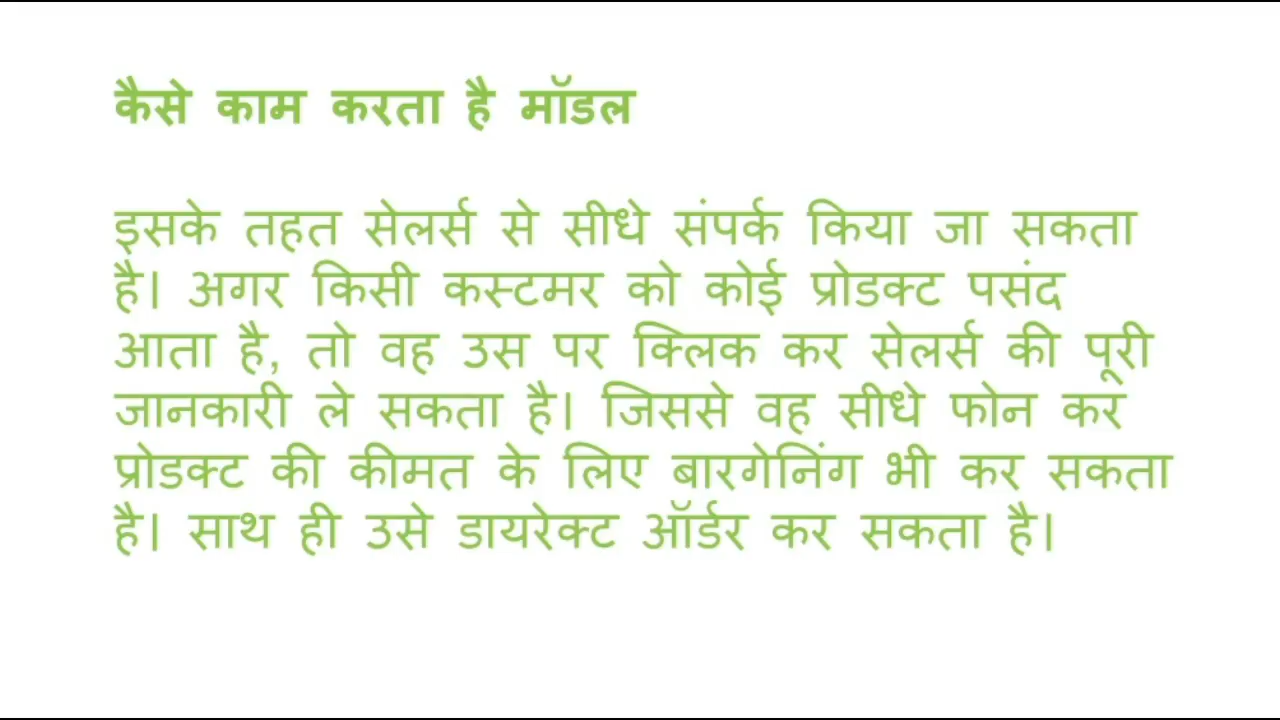 कैसे काम करता है मॉडल
इसके तहत सेलर्स से सीधे संपर्क किया जा सकता
है। अगर किसी कस्टमर को कोई प्रोडक्ट पसंद
आता है, तो वह उस पर क्लिक कर सेलर्स की पूरी
जानकारी ले सकता है। जिससे वह सीधे फोन कर
प्रोडक्ट की कीमत के लिए बारगेनिंग भी कर सकता
है। साथ ही उसे डायरेक्ट ऑर्डर कर सकता है।